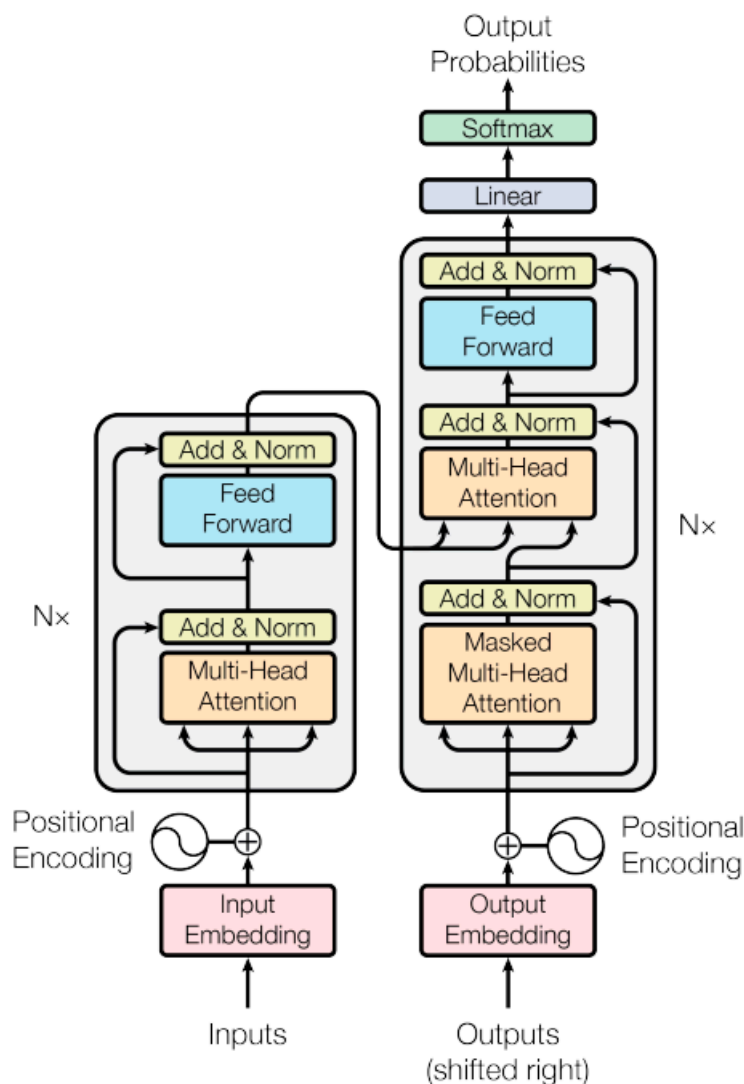 Output
Probabilities
Softmax
Linear
Add & Norm
Feed
Forward
Add & Norm
Multi-Head
Attention
Add & Norm
Masked
Multi-Head
Attention
Nx
Add & Norm
Feed
Forward
Add & Norm
Multi-Head
Attention
Nx
Positional
Encoding
Positional
Encoding
Input
Embedding
Output
Embedding
Inputs
Outputs
(shifted right)